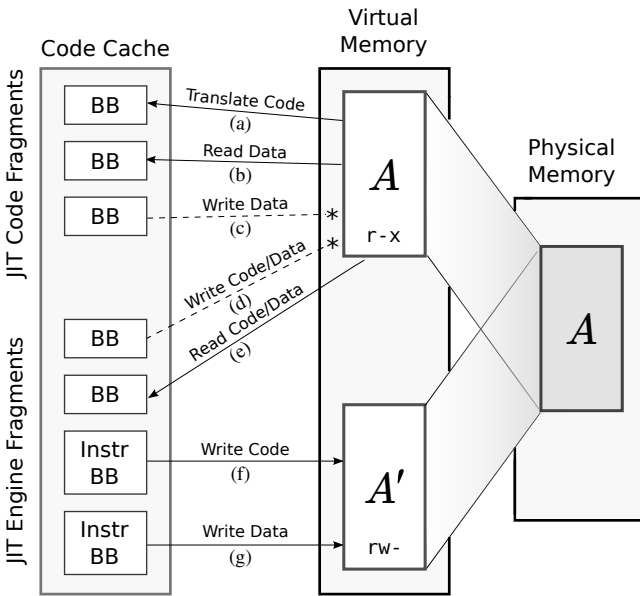 Virtual
Memory
Code Cache
JIT Code Fragments
BB
Translate Code
(a)
BB
Read Data
(b)
A
BB
Write Data
(c)
*
r-x
*
Write Code/Data
(d)
Physical
Memory
A
JIT Engine Fragments
BB
Read Code/Data
(e)
BB
Instr
BB
Write Code
(f)
A′
Instr
BB
Write Data
(g)
rw-